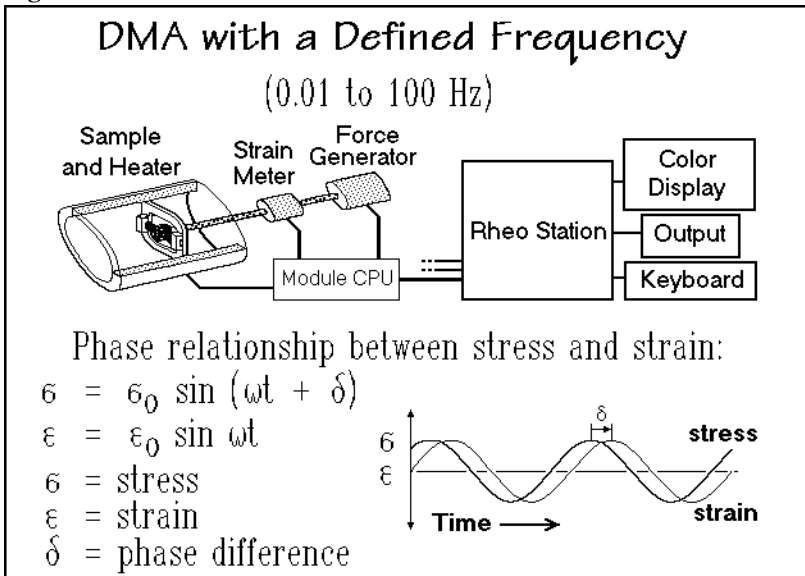 DMA with a Defined Frequency
(0.01 to 100 Hz)
Sample
and Heater
Strain
Meter
Force
Generator
Module CPU
Rheo Station
Color
Display
Output
Keyboard
Phase relationship between stress and strain:
σ = σ₀ sin (ωt + δ)
ε = ε₀ sin ωt
σ = stress
ε = strain
δ = phase difference
σ
ε
δ
stress
strain
Time